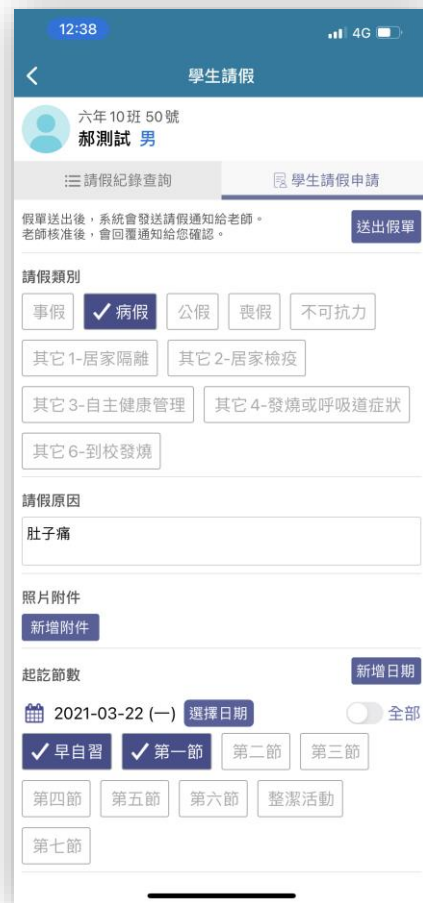 12:38 4G
學生請假
六年10班 50號
郝測試 男
請假紀錄查詢 學生請假申請
假單送出後，系統會發送請假通知給老師。
老師核准後，會回覆通知給您確認。
送出假單
請假類別
事假 病假 公假 喪假 不可抗力
其它1-居家隔離 其它2-居家檢疫
其它3-自主健康管理 其它4-發燒或呼吸道症狀
其它6-到校發燒
請假原因
肚子痛
照片附件
新增附件
起訖節數 新增日期
2021-03-22 (一) 選擇日期 全部
早自習 第一節 第二節 第三節
第四節 第五節 第六節 整潔活動
第七節